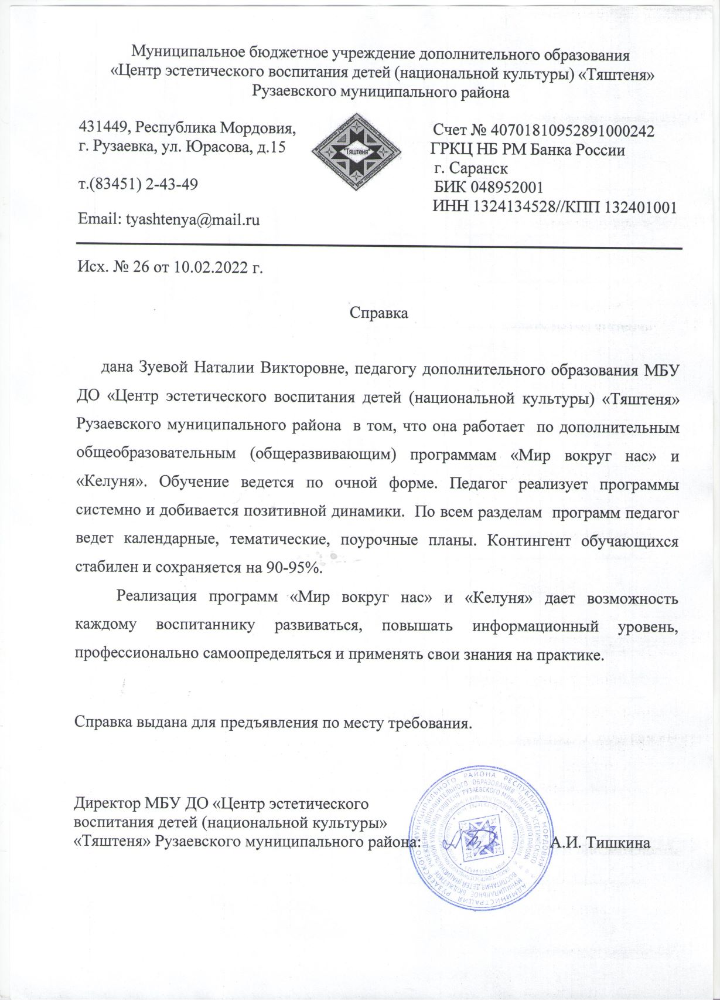 Муниципальное бюджетное учреждение дополнительного образования
«Центр эстетического воспитания детей (национальной культуры) «Тяштеня»
Рузаевского муниципального района
431449, Республика Мордовия,
г. Рузаевка, ул. Юрасова, д.15
т.(83451) 2-43-49
Email: tyashtenya@mail.ru
"Тяштеня"
Счет № 40701810952891000242
ГРКЦ НБ РМ Банка России
г. Саранск
БИК 048952001
ИНН 1324134528//КПП 132401001
Исх. № 26 от 10.02.2022 г.
Справка
дана Зуевой Наталии Викторовне, педагогу дополнительного образования МБУ
ДО «Центр эстетического воспитания детей (национальной культуры) «Тяштеня»
Рузаевского муниципального района в том, что она работает по дополнительным
общеобразовательным (общеразвивающим) программам «Мир вокруг нас» и
«Келуня». Обучение ведется по очной форме. Педагог реализует программы
системно и добивается позитивной динамики. По всем разделам программ педагог
ведет календарные, тематические, поурочные планы. Контингент обучающихся
стабилен и сохраняется на 90-95%.
Реализация программ «Мир вокруг нас» и «Келуня» дает возможность
каждому воспитаннику развиваться, повышать информационный уровень,
профессионально самоопределяться и применять свои знания на практике.
Справка выдана для предъявления по месту требования.
Директор МБУ ДО «Центр эстетического
воспитания детей (национальной культуры»
«Тяштеня» Рузаевского муниципального района:
А.И. Тишкина
АДМИНИСТРАЦИЯ РУЗАЕВСКОГО МУНИЦИПАЛЬНОГО РАЙОНА РЕСПУБЛИКИ МОРДОВИЯ